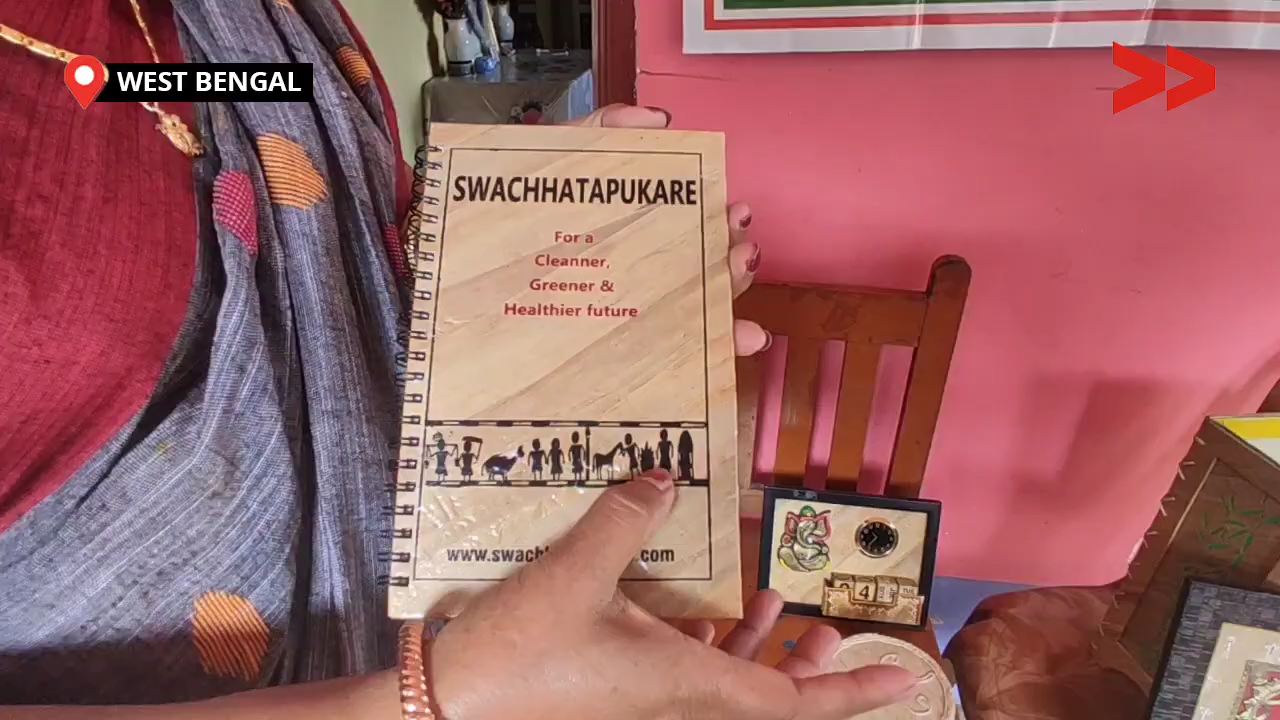 WEST BENGAL
SWACHHATAPUKARE
For a
Cleanner,
Greener &
Healthier future
www.swach
com
4